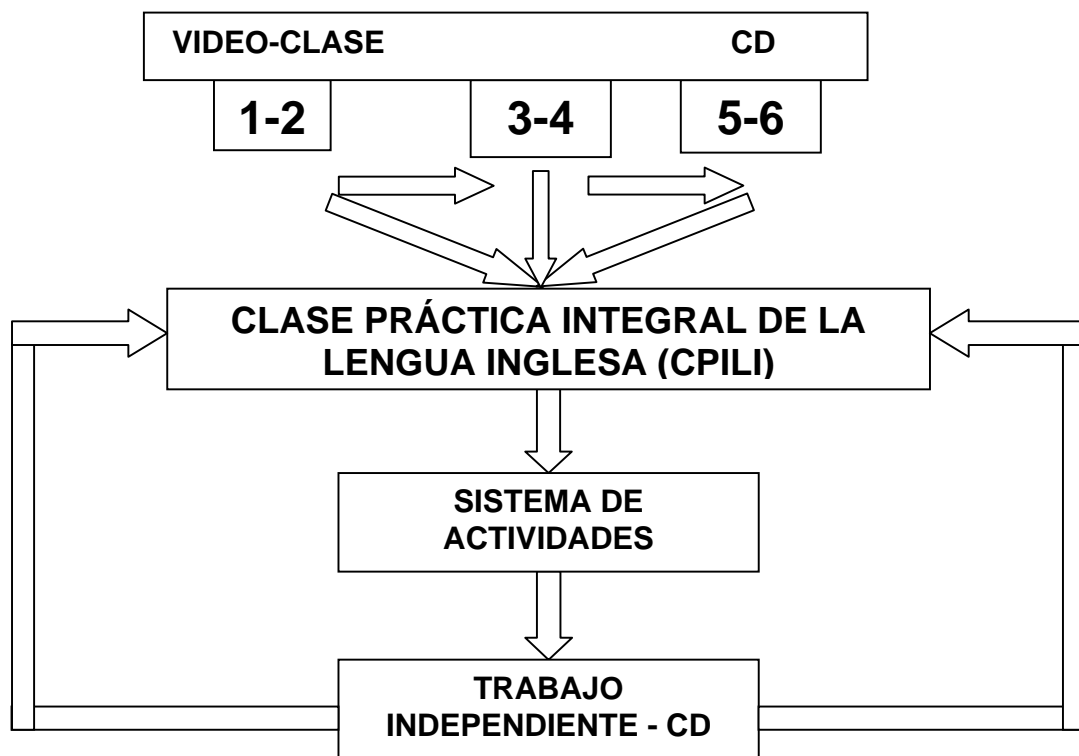 VIDEO-CLASE CD
1-2 3-4 5-6
CLASE PRÁCTICA INTEGRAL DE LA
LENGUA INGLESA (CPILI)
SISTEMA DE
ACTIVIDADES
TRABAJO
INDEPENDIENTE - CD